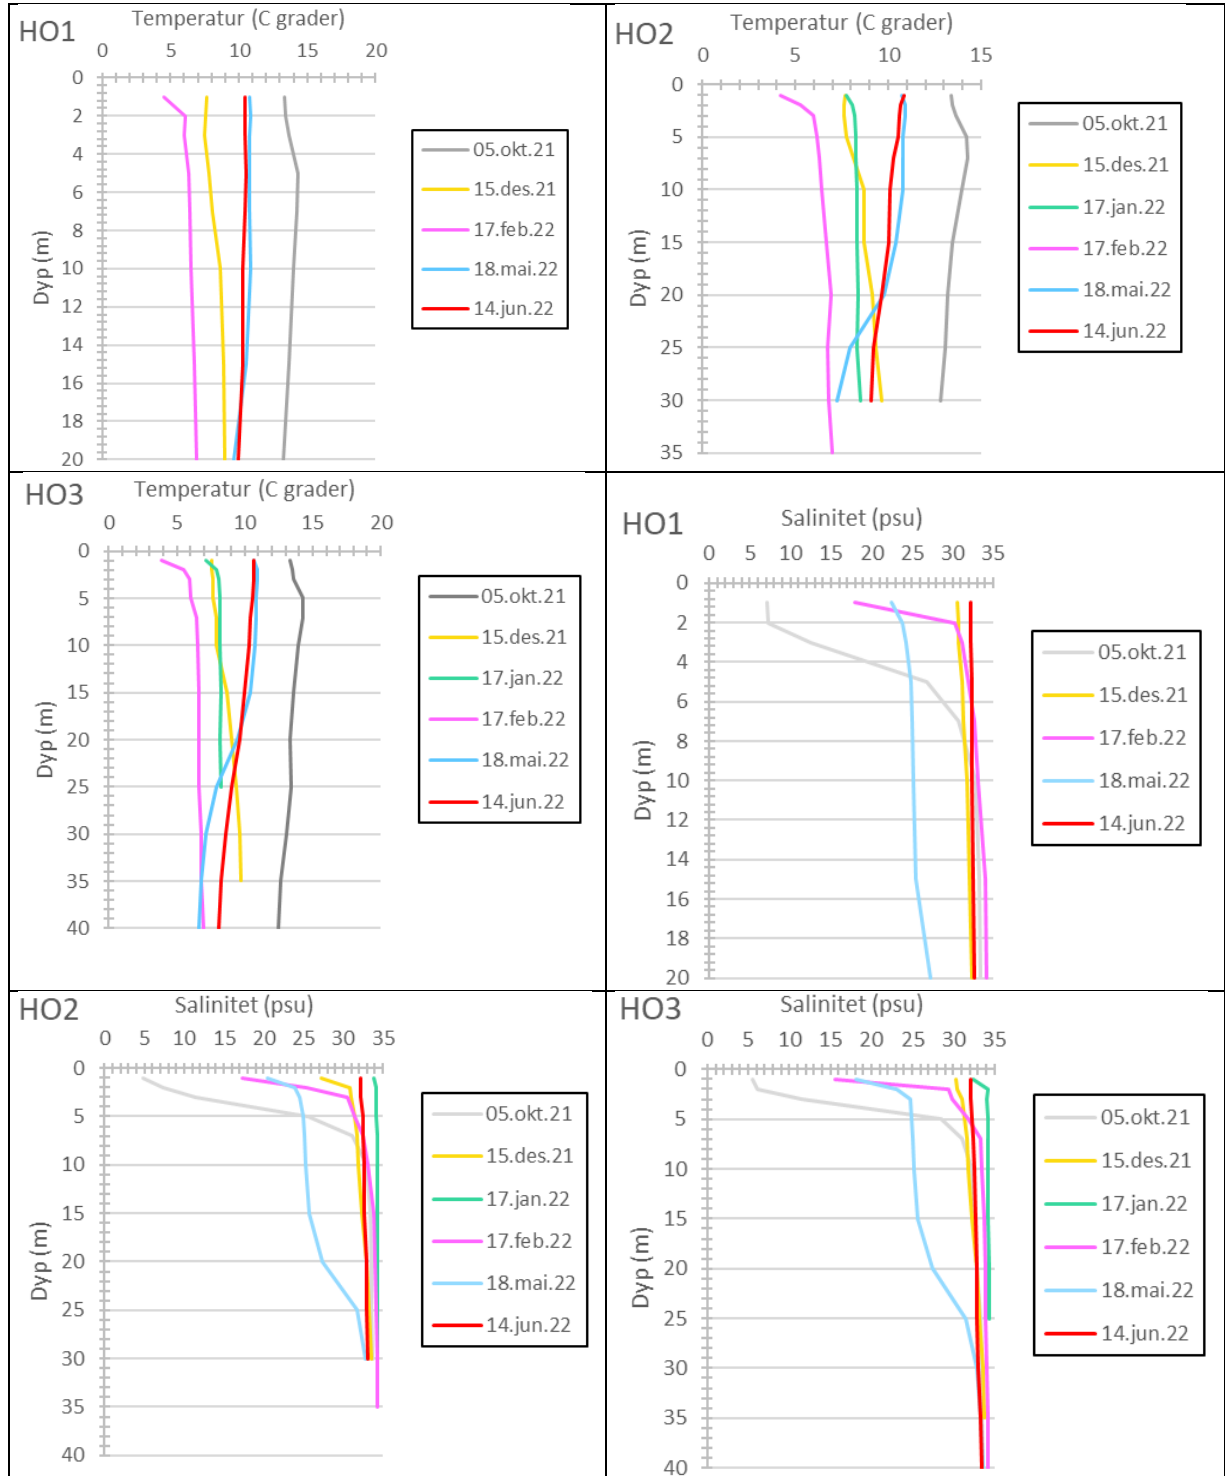 HO1
Temperatur (C grader)
0 5 10 15 20
0
2
4
6
8
10
12
14
16
18
20
Dyp (m)
05.okt.21
15.des.21
17.feb.22
18.mai.22
14.jun.22
HO2
Temperatur (C grader)
0 5 10 15
0
5
10
15
20
25
30
35
Dyp (m)
05.okt.21
15.des.21
17.jan.22
17.feb.22
18.mai.22
14.jun.22
HO3
Temperatur (C grader)
0 5 10 15 20
0
5
10
15
20
25
30
35
40
Dyp (m)
05.okt.21
15.des.21
17.jan.22
17.feb.22
18.mai.22
14.jun.22
HO1
Salinitet (psu)
0 5 10 15 20 25 30 35
0
2
4
6
8
10
12
14
16
18
20
Dyp (m)
05.okt.21
15.des.21
17.feb.22
18.mai.22
14.jun.22
HO2
Salinitet (psu)
0 5 10 15 20 25 30 35
0
5
10
15
20
25
30
35
40
Dyp (m)
05.okt.21
15.des.21
17.jan.22
17.feb.22
18.mai.22
14.jun.22
HO3
Salinitet (psu)
0 5 10 15 20 25 30 35
0
5
10
15
20
25
30
35
40
Dyp (m)
05.okt.21
15.des.21
17.jan.22
17.feb.22
18.mai.22
14.jun.22